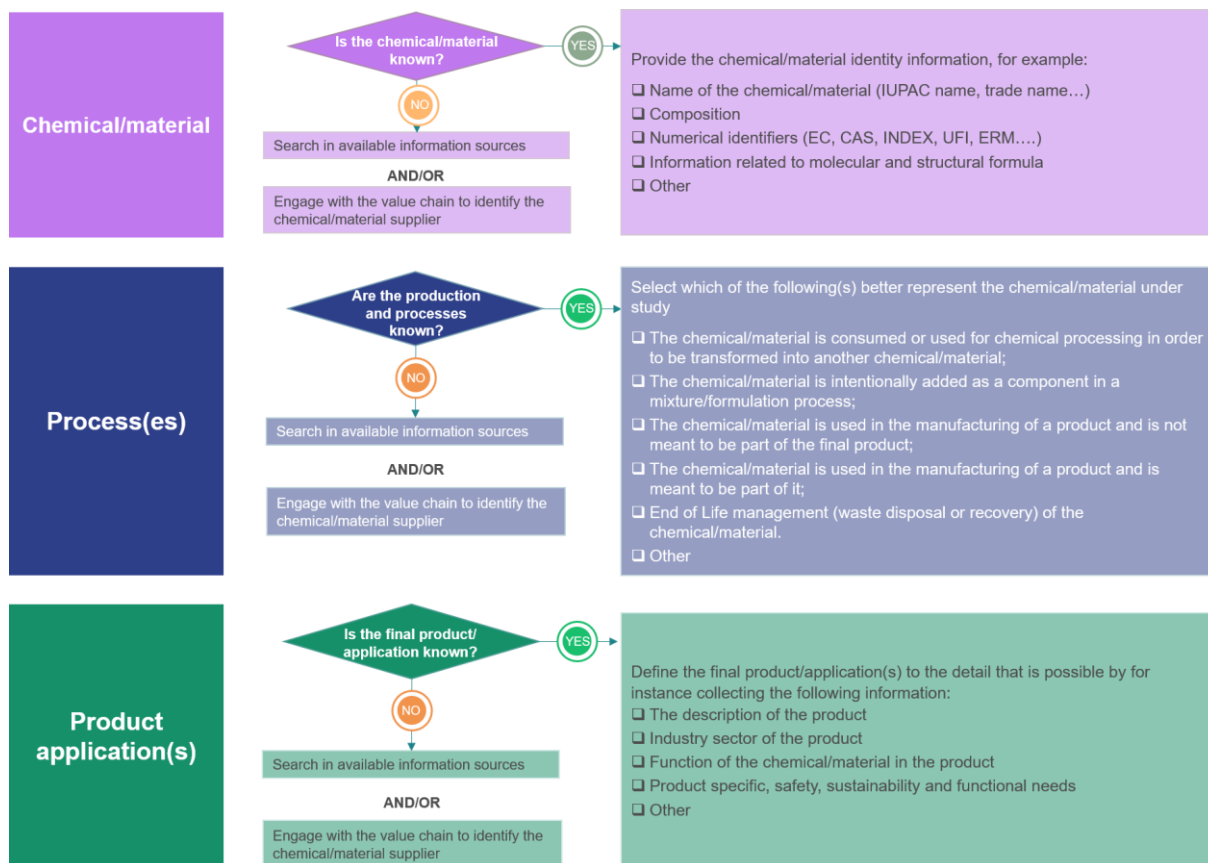 Chemical/material
Is the chemical/material
known?
YES
NO
Search in available information sources
AND/OR
Engage with the value chain to identify the
chemical/material supplier
Provide the chemical/material identity information, for example:
❑ Name of the chemical/material (IUPAC name, trade name…)
❑ Composition
❑ Numerical identifiers (EC, CAS, INDEX, UFI, ERM….)
❑ Information related to molecular and structural formula
❑ Other
Process(es)
Are the production
and processes
known?
YES
NO
Search in available information sources
AND/OR
Engage with the value chain to identify the
chemical/material supplier
Select which of the following(s) better represent the chemical/material under
study
❑ The chemical/material is consumed or used for chemical processing in order
to be transformed into another chemical/material;
❑ The chemical/material is intentionally added as a component in a
mixture/formulation process;
❑ The chemical/material is used in the manufacturing of a product and is not
meant to be part of the final product;
❑ The chemical/material is used in the manufacturing of a product and is
meant to be part of it;
❑ End of Life management (waste disposal or recovery) of the
chemical/material.
❑ Other
Product
application(s)
Is the final product/
application known?
YES
NO
Search in available information sources
AND/OR
Engage with the value chain to identify the
chemical/material supplier
Define the final product/application(s) to the detail that is possible by for
instance collecting the following information:
❑ The description of the product
❑ Industry sector of the product
❑ Function of the chemical/material in the product
❑ Product specific, safety, sustainability and functional needs
❑ Other